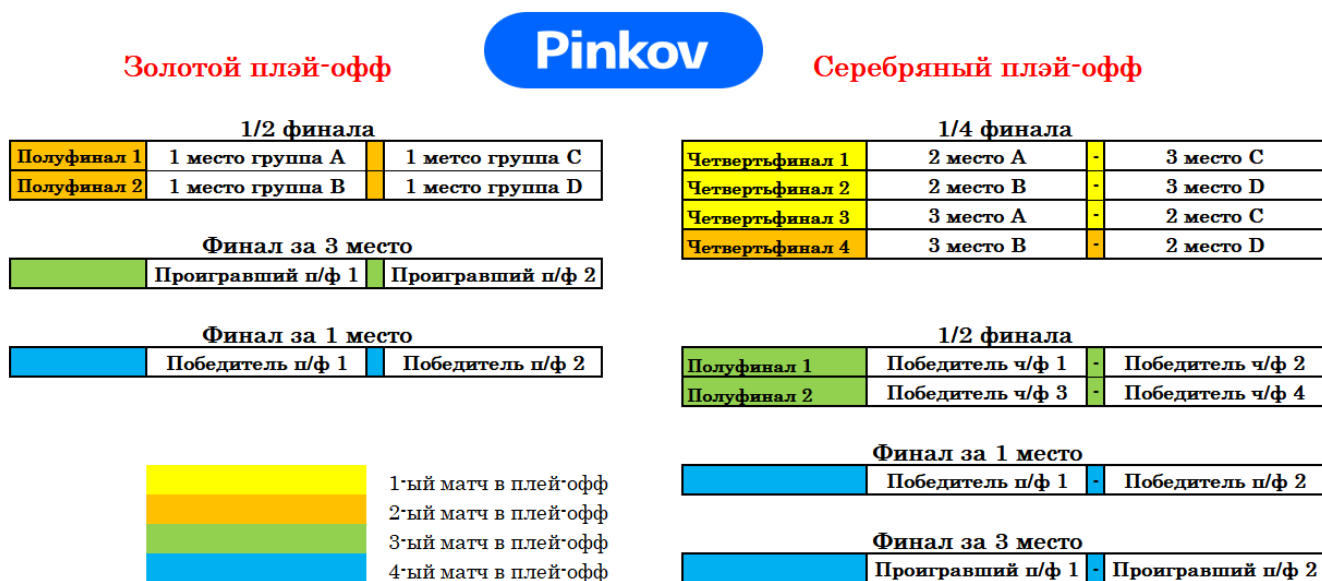 Pinkov
Золотой плэй-офф
1/2 финала
Полуфинал 1 1 место группа A 1 метсо группа C
Полуфинал 2 1 место группа B 1 место группа D
Финал за 3 место
Проигравший п/ф 1 Проигравший п/ф 2
Финал за 1 место
Победитель п/ф 1 Победитель п/ф 2
1-ый матч в плей-офф
2-ый матч в плей-офф
3-ый матч в плей-офф
4-ый матч в плей-офф
Серебряный плэй-офф
1/4 финала
Четвертьфинал 1 2 место A - 3 место C
Четвертьфинал 2 2 место B - 3 место D
Четвертьфинал 3 3 место A - 2 место C
Четвертьфинал 4 3 место B - 2 место D
1/2 финала
Полуфинал 1 Победитель ч/ф 1 - Победитель ч/ф 2
Полуфинал 2 Победитель ч/ф 3 - Победитель ч/ф 4
Финал за 1 место
Победитель п/ф 1 - Победитель п/ф 2
Финал за 3 место
Проигравший п/ф 1 - Проигравший п/ф 2